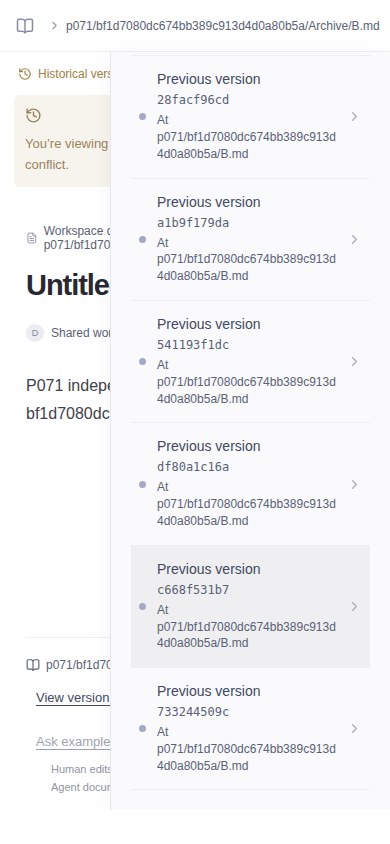 p071/bf1d7080dc674bb389c913d4d0a80b5a/Archive/B.md
Historical vers
You're viewing
conflict.
Workspace d
p071/bf1d70
Untitle
D
Shared wor
P071 indepe
bf1d7080dc
p071/bf1d70
View version
Ask example
Human edits
Agent docur
Previous version
28facf96cd
At
p071/bf1d7080dc674bb389c913d
4d0a80b5a/B.md
Previous version
a1b9f179da
At
p071/bf1d7080dc674bb389c913d
4d0a80b5a/B.md
Previous version
541193f1dc
At
p071/bf1d7080dc674bb389c913d
4d0a80b5a/B.md
Previous version
df80a1c16a
At
p071/bf1d7080dc674bb389c913d
4d0a80b5a/B.md
Previous version
c668f531b7
At
p071/bf1d7080dc674bb389c913d
4d0a80b5a/B.md
Previous version
733244509c
At
p071/bf1d7080dc674bb389c913d
4d0a80b5a/B.md